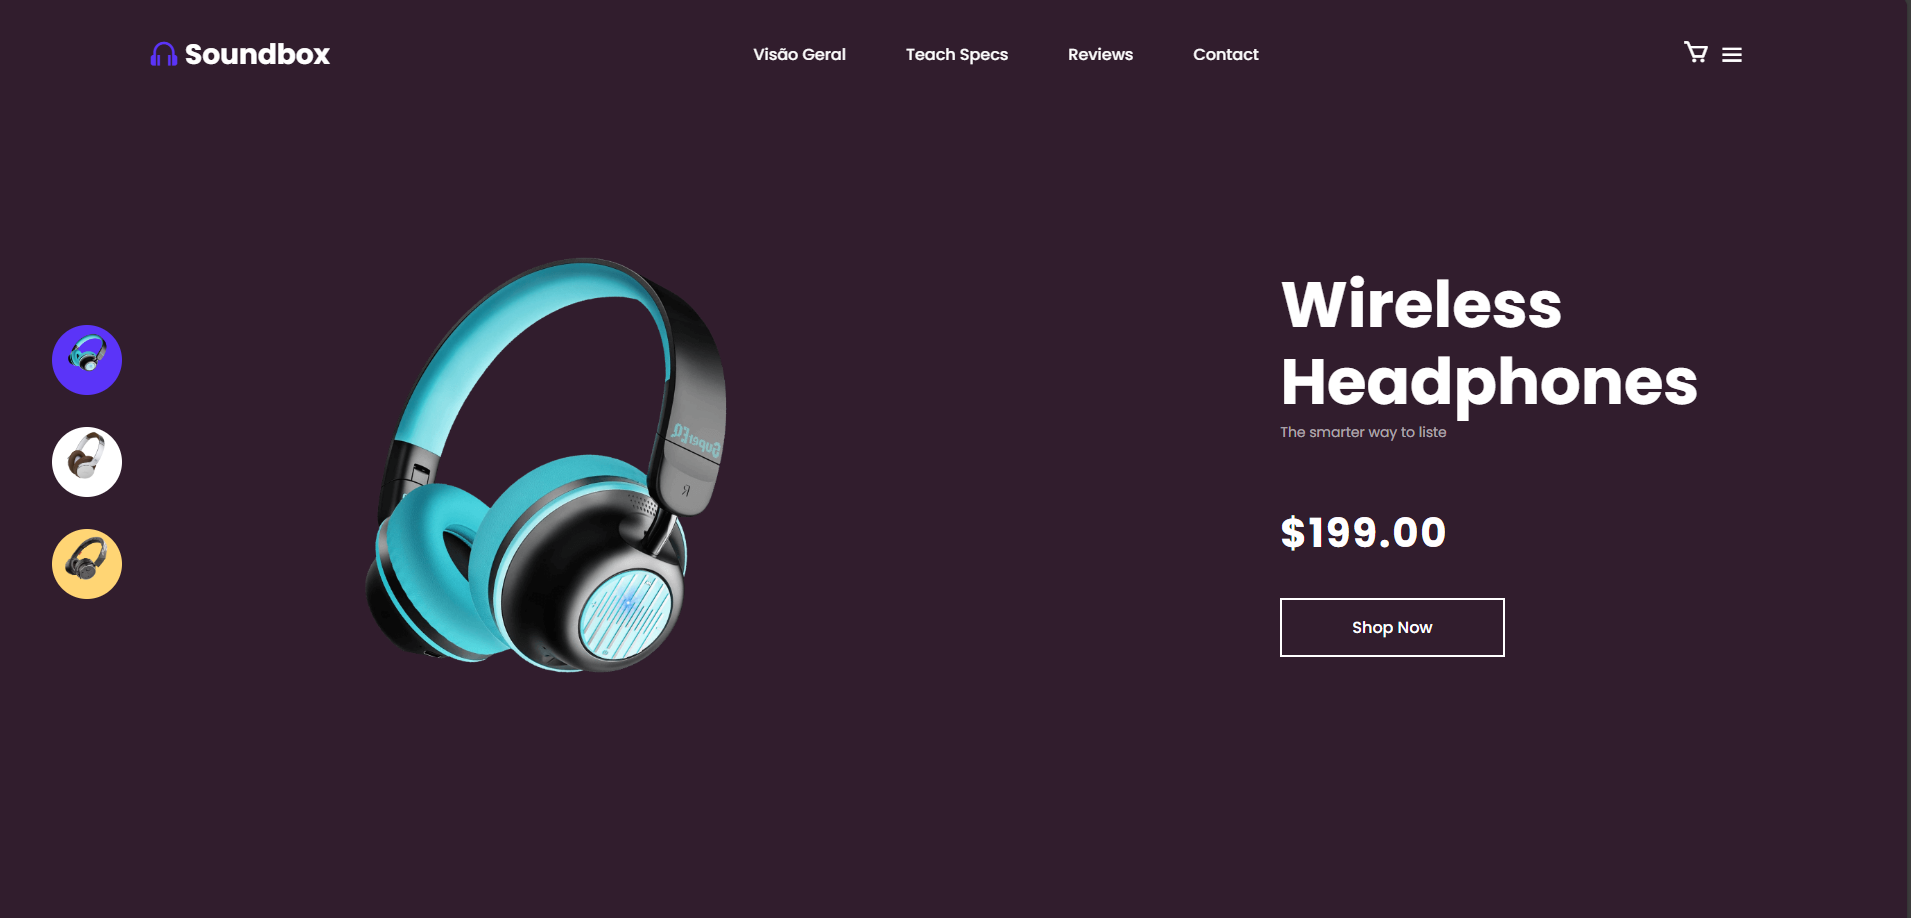 Soundbox
Visão Geral
Teach Specs
Reviews
Contact
Wireless
Headphones
The smarter way to liste
SuperEQ
R
$199.00
Shop Now